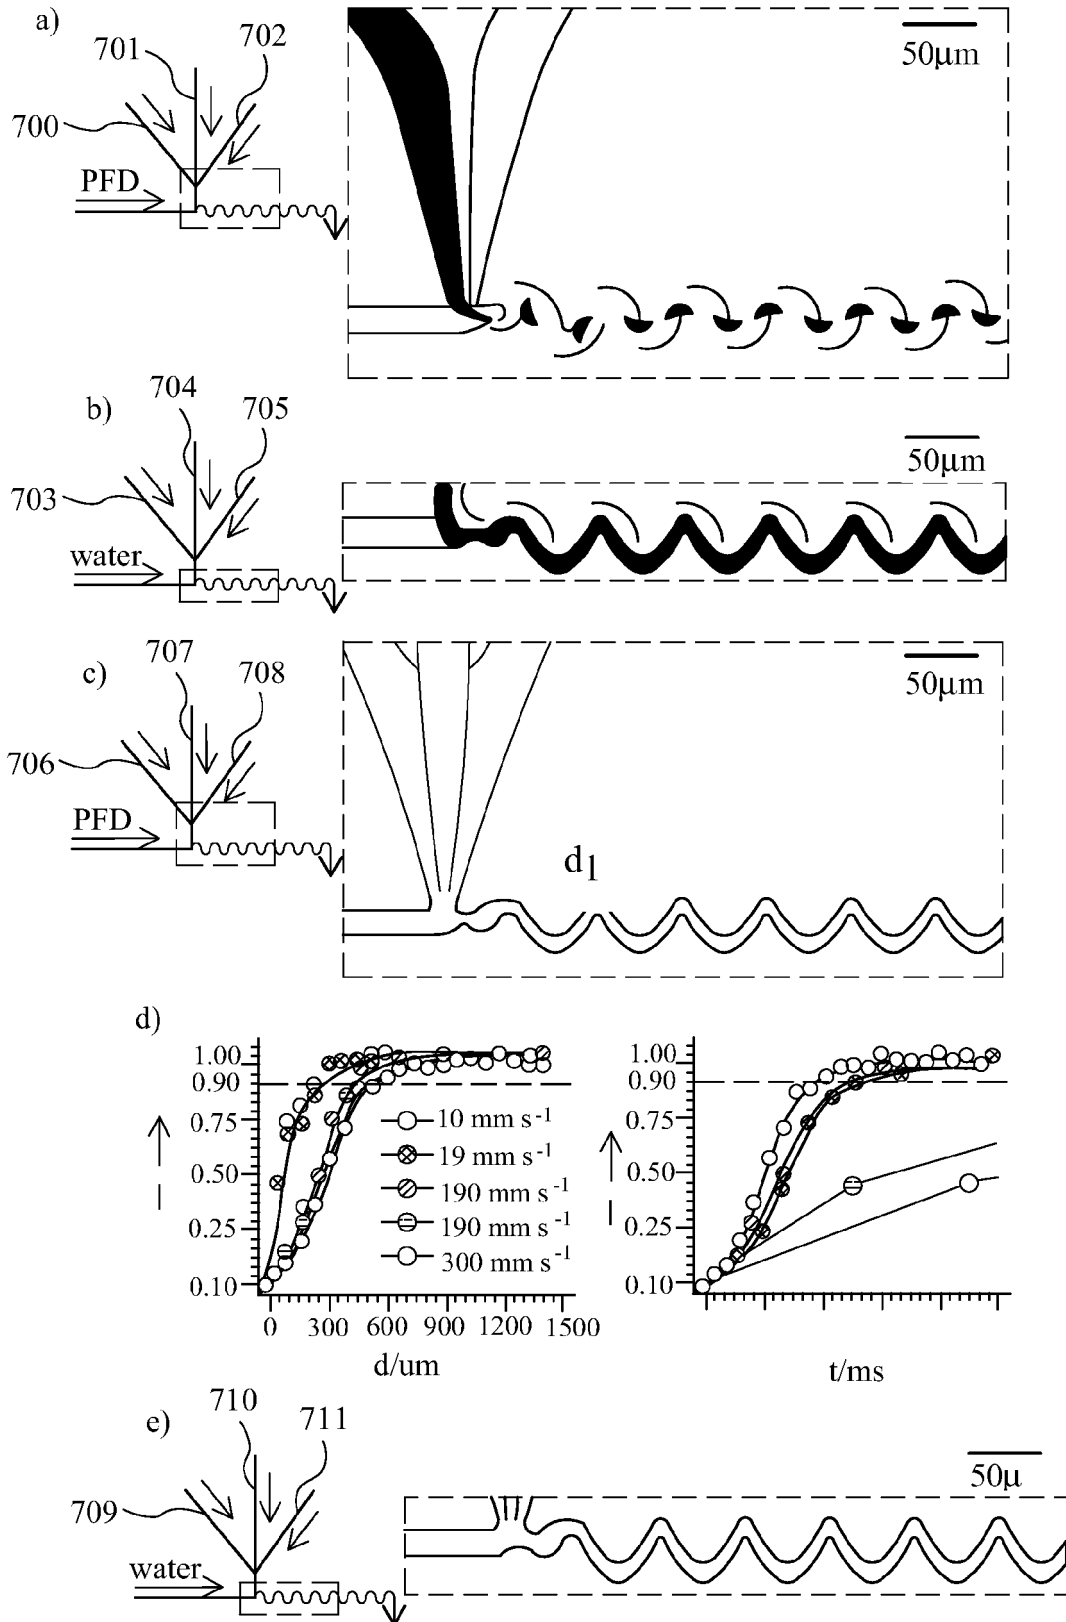 a)
701
702
700
PFD
50μm
b)
704
705
703
water
50μm
c)
707
708
706
PFD
50μm
d1
d)
1.00
0.90
0.75
0.50
0.25
0.10
I
10 mm s-1
19 mm s-1
190 mm s-1
190 mm s-1
300 mm s-1
0 300 600 900 1200 1500
d/um
1.00
0.90
0.75
0.50
0.25
0.10
I
t/ms
e)
710
711
709
water
50μ